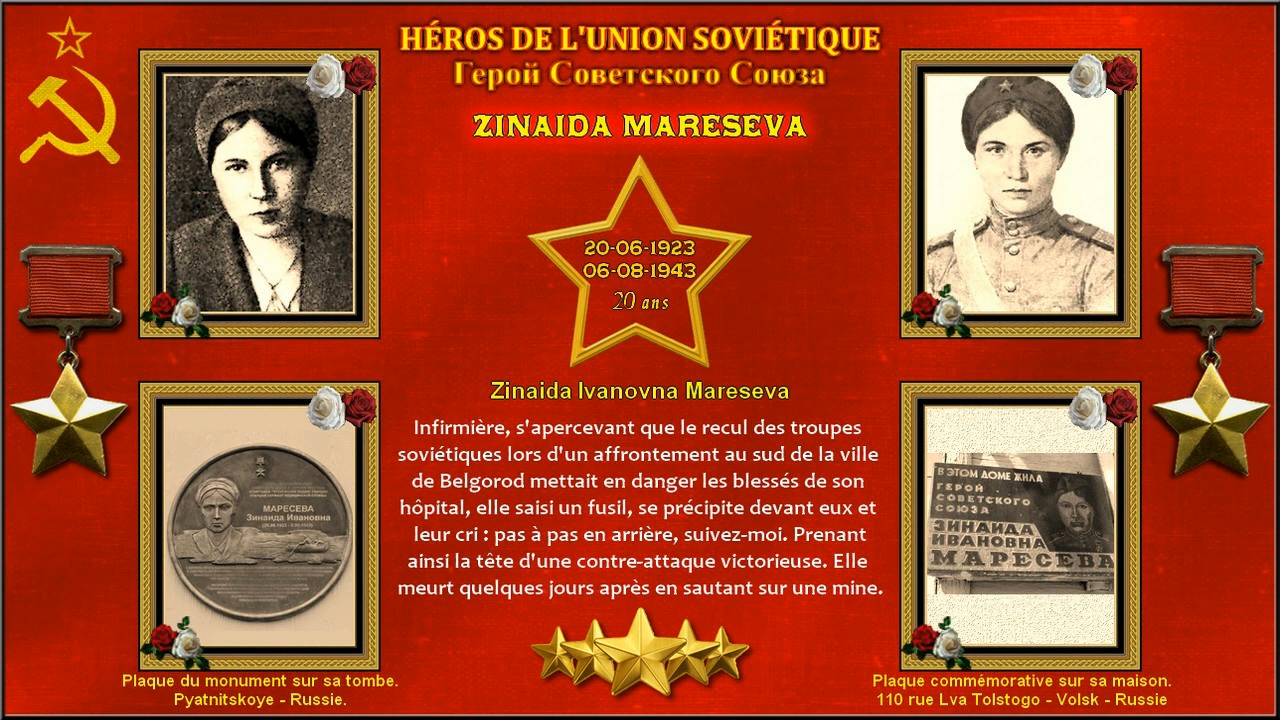 HÉROS DE L'UNION SOVIÉTIQUE
Герой Советского Союза
ZINAIDA MARESEVA
20-06-1923
06-08-1943
20 ans
Zinaida Ivanovna Mareseva
Infirmière, s'apercevant que le recul des troupes
soviétiques lors d'un affrontement au sud de la ville
de Belgorod mettait en danger les blessés de son
hôpital, elle saisi un fusil, se précipite devant eux et
leur cri : pas à pas en arrière, suivez-moi. Prenant
ainsi la tête d'une contre-attaque victorieuse. Elle
meurt quelques jours après en sautant sur une mine.
МАРЕСЕВА
Зинаида Ивановна
Plaque du monument sur sa tombe.
Pyatnitskoye - Russie.
В ЭТОМ ДОМЕ ЖИЛА
ГЕРОЙ
СОВЕТСКОГО
СОЮЗА
ЗИНАИДА
ИВАНОВНА
МАРЕСЕВА
Plaque commémorative sur sa maison.
110 rue Lva Tolstogo - Volsk - Russie